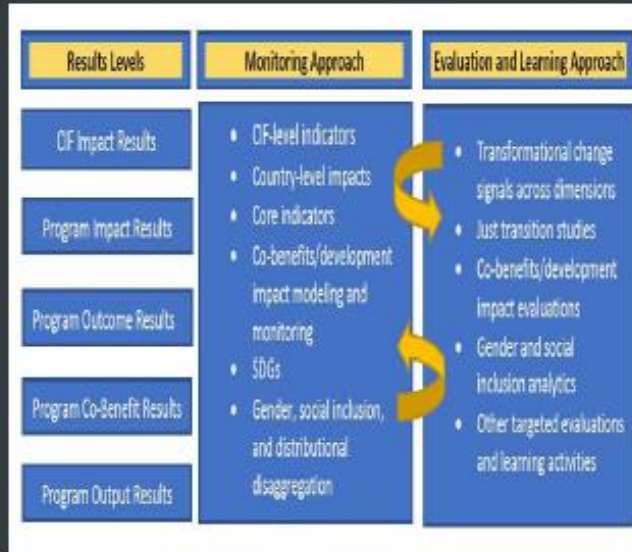 Results Levels
CIF Impact Results
Program Impact Results
Program Outcome Results
Program Co-Benefit Results
Program Output Results
Monitoring Approach
• CIF-level indicators
• Country-level impacts
• Core indicators
• Co-benefits/development
impact modeling and
monitoring
• SDGs
• Gender, social inclusion,
and distributional
disaggregation
Evaluation and Learning Approach
• Transformational change
signals across dimensions
• Just transition studies
• Co-benefits/development
impact evaluations
• Gender and social
inclusion analytics
• Other targeted evaluations
and learning activities